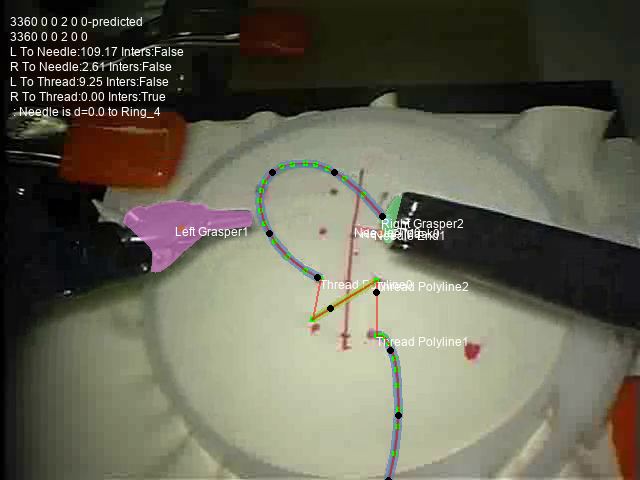 3360 0 0 2 0 0-predicted
3360 0 0 2 0 0
L To Needle:109.17 Inters:False
R To Needle:2.61 Inters:False
L To Thread:9.25 Inters:False
R To Thread:0.00 Inters:True
: Needle is d=0.0 to Ring_4
Right Grasper2
Left Grasper1
Thread Polyline2
Thread Polyline1